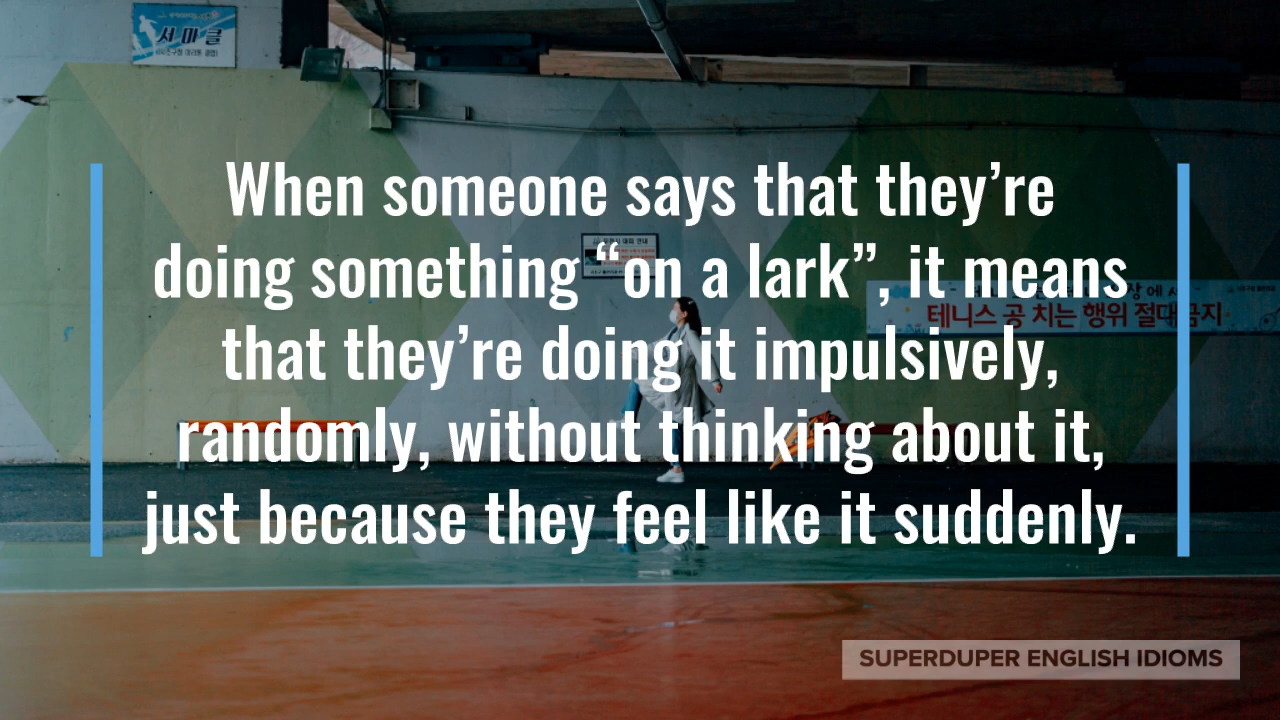 서마클
When someone says that they’re
doing something “on a lark”, it means
that they’re doing it impulsively,
randomly, without thinking about it,
just because they feel like it suddenly.
테니스 공 치는 행위 절대금지
SUPERDUPER ENGLISH IDIOMS